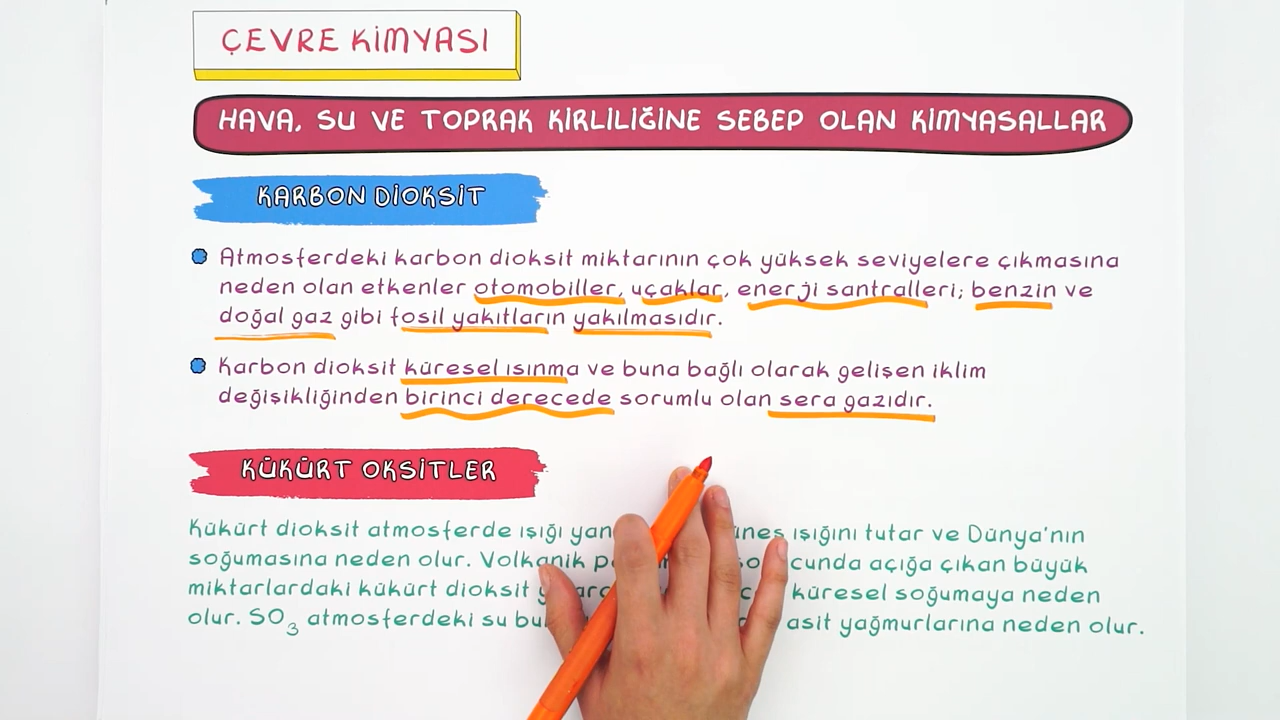 ÇEVRE KİMYASI
HAVA, SU VE TOPRAK KİRLİLİĞİNE SEBEP OLAN KİMYASALLAR
KARBON DİOKSİT
Atmosferdeki karbon dioksit miktarının çok yüksek seviyelere çıkmasına
neden olan etkenler otomobiller, uçaklar, enerji santralleri; benzin ve
doğal gaz gibi fosil yakıtların yakılmasıdır.
Karbon dioksit küresel ısınma ve buna bağlı olarak gelişen iklim
değişikliğinden birinci derecede sorumlu olan sera gazıdır.
KÜKÜRT OKSİTLER
Kükürt dioksit atmosferde ışığı ışığını tutar ve Dünya'nın
soğumasına neden olur. Volkanik açığa çıkan büyük
miktarlardaki kükürt dioksit küresel soğumaya neden
olur. SO₃ atmosferdeki su asit yağmurlarına neden olur.